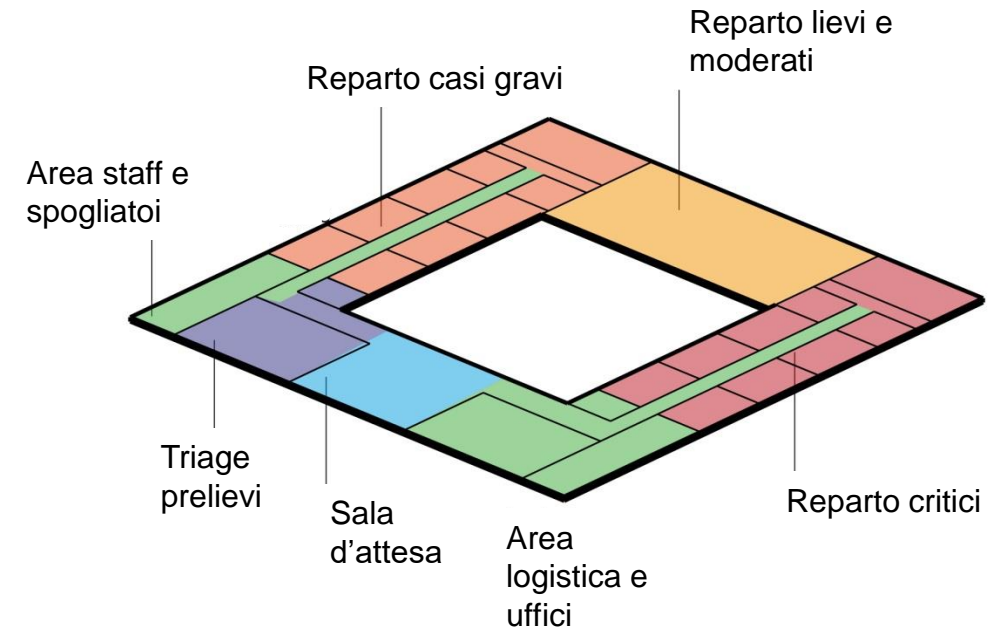 Reparto lievi e
moderati
Reparto casi gravi
Area staff e
spogliatoi
Triage
prelievi
Sala
d’attesa
Area
logistica e
uffici
Reparto critici